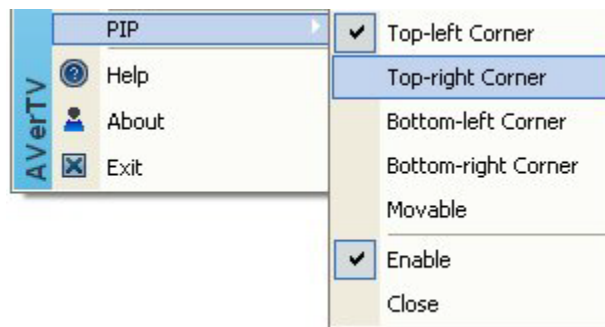 PIP
Help
About
Exit
AVerTV
Top-left Corner
Top-right Corner
Bottom-left Corner
Bottom-right Corner
Movable
Enable
Close